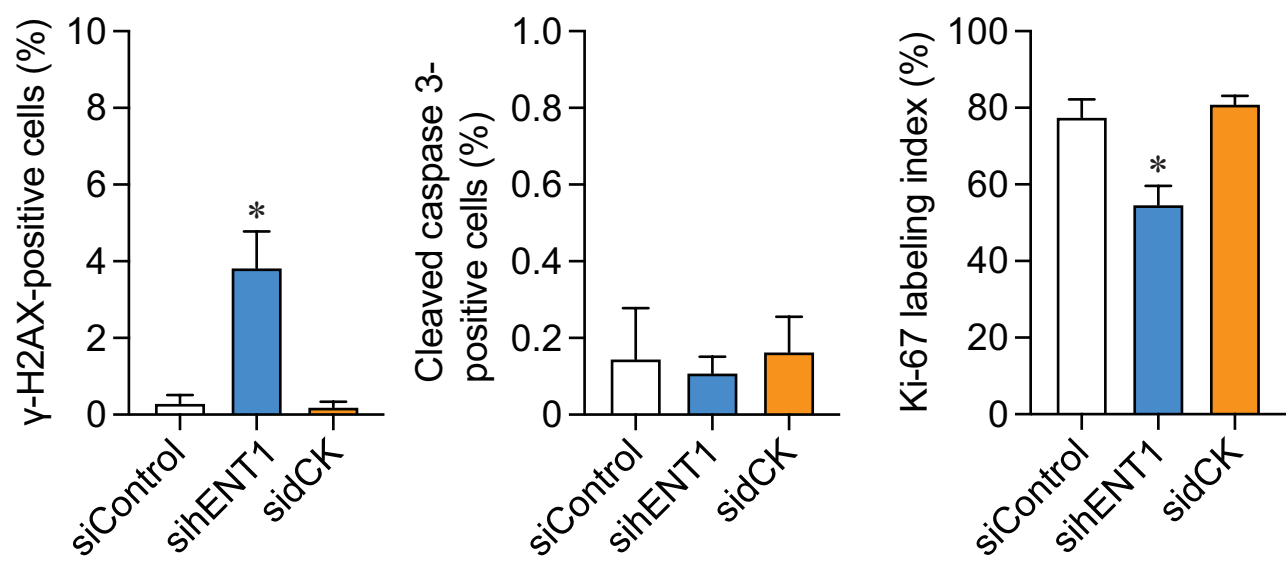 γ-H2AX-positive cells (%)
10
8
6
4
2
0
*
siControl
sihENT1
sidCK
Cleaved caspase 3-
positive cells (%)
1.0
0.8
0.6
0.4
0.2
0
siControl
sihENT1
sidCK
Ki-67 labeling index (%)
100
80
60
40
20
0
*
siControl
sihENT1
sidCK